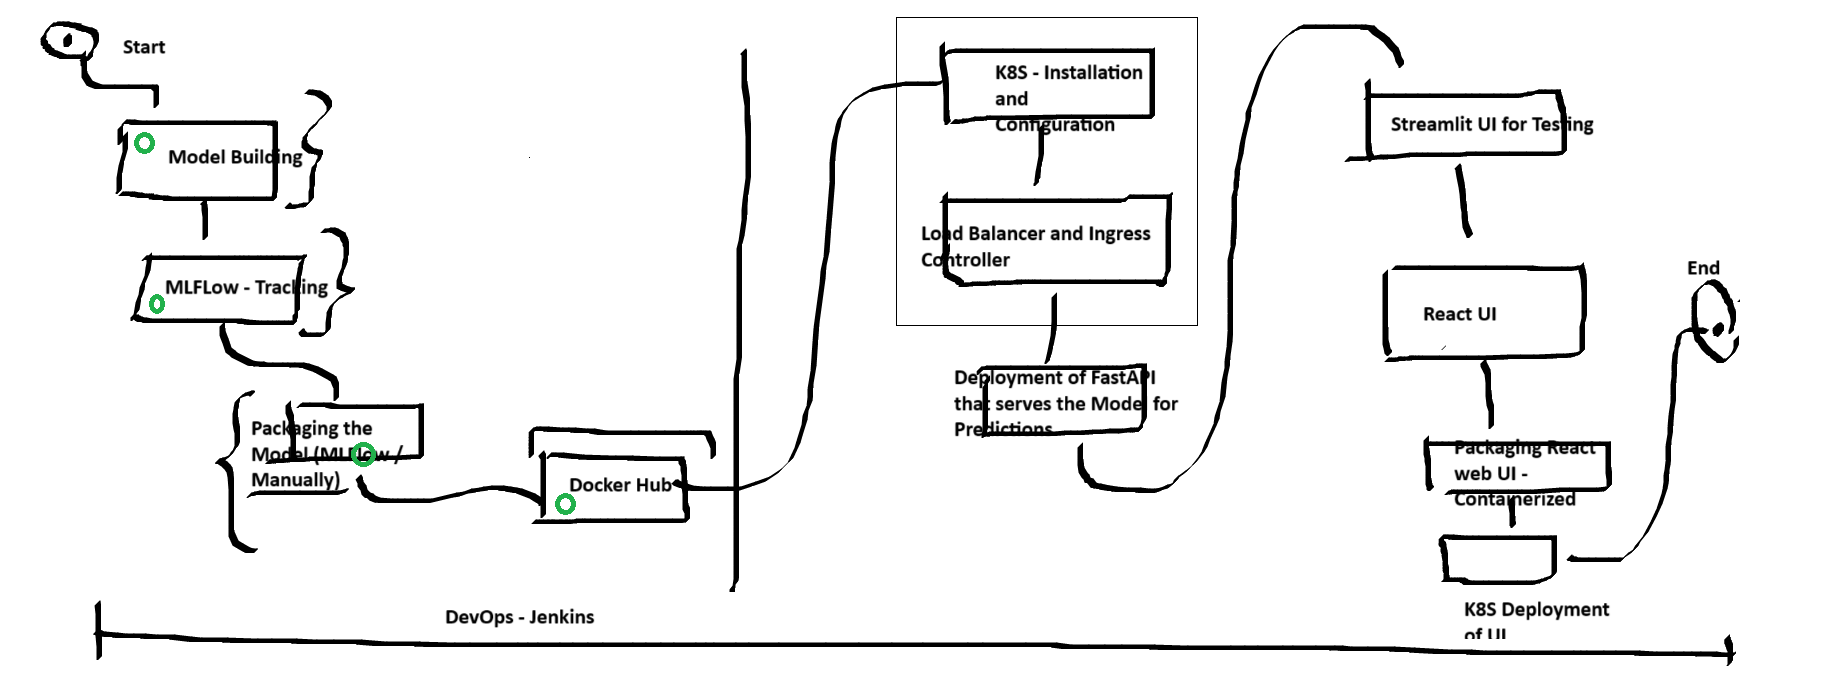 Start
Model Building
MLFLow - Tracking
Packaging the
Model (MLFlow /
Manually)
Docker Hub
K8S - Installation
and
Configuration
Load Balancer and Ingress
Controller
Deployment of FastAPI
that serves the Model for
Predictions
Streamlit UI for Testing
React UI
Packaging React
web UI -
Containerized
K8S Deployment
of UI
End
DevOps - Jenkins